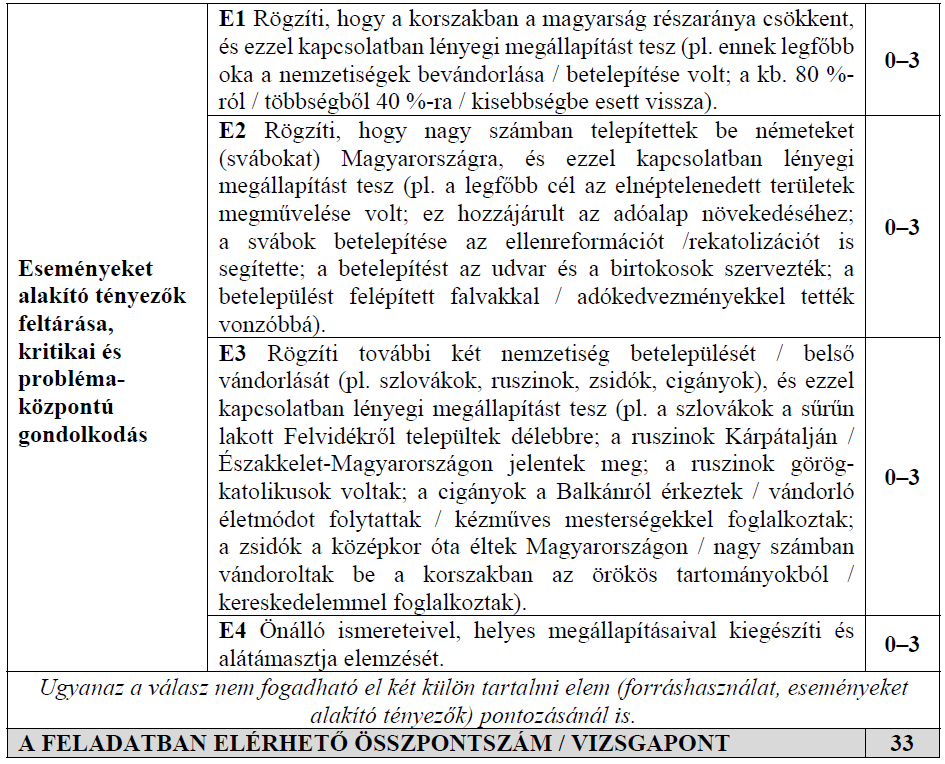 E1 Rögzíti, hogy a korszakban a magyarság részaránya csökkent,
és ezzel kapcsolatban lényegi megállapítást tesz (pl. ennek legfőbb
oka a nemzetiségek bevándorlása / betelepítése volt; a kb. 80 %-
ról / többségből 40 %-ra / kisebbségbe esett vissza).
0–3
E2 Rögzíti, hogy nagy számban telepítettek be németeket
(svábokat) Magyarországra, és ezzel kapcsolatban lényegi
megállapítást tesz (pl. a legfőbb cél az elnéptelenedett területek
megművelése volt; ez hozzájárult az adóalap növekedéséhez;
a svábok betelepítése az ellenreformációt /rekatolizációt is
segítette; a betelepítést az udvar és a birtokosok szervezték; a
betelepülést felépített falvakkal / adókedvezményekkel tették
vonzóbbá).
0–3
Eseményeket
alakító tényezők
feltárása,
kritikai és
probléma-
központú
gondolkodás
E3 Rögzíti további két nemzetiség betelepülését / belső
vándorlását (pl. szlovákok, ruszinok, zsidók, cigányok), és ezzel
kapcsolatban lényegi megállapítást tesz (pl. a szlovákok a sűrűn
lakott Felvidékről települtek délebbre; a ruszinok Kárpátalján /
Északkelet-Magyarországon jelentek meg; a ruszinok görög-
katolikusok voltak; a cigányok a Balkánról érkeztek / vándorló
életmódot folytattak / kézműves mesterségekkel foglalkoztak;
a zsidók a középkor óta éltek Magyarországon / nagy számban
vándoroltak be a korszakban az örökös tartományokból /
kereskedelemmel foglalkoztak).
0–3
E4 Önálló ismereteivel, helyes megállapításaival kiegészíti és
alátámasztja elemzését.
0–3
Ugyanaz a válasz nem fogadható el két külön tartalmi elem (forráshasználat, eseményeket
alakító tényezők) pontozásánál is.
A FELADATBAN ELÉRHETŐ ÖSSZPONTSZÁM / VIZSGAPONT 33